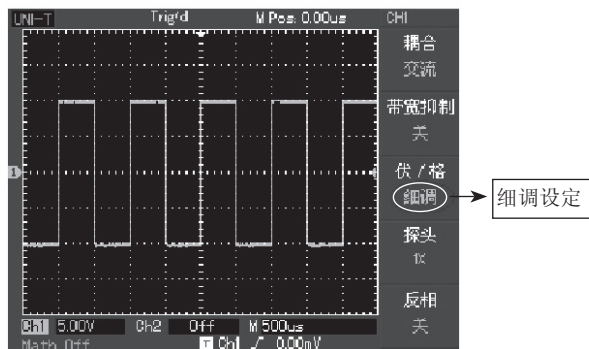 UNI-T Trig'd M Pos: 0.00us CH1
耦合
交流
带宽抑制
关
伏/格
细调
细调设定
探头
1X
反相
关
1
Ch1 5.00V Ch2 Off M 500us
Math Off T Ch1 0.00mV